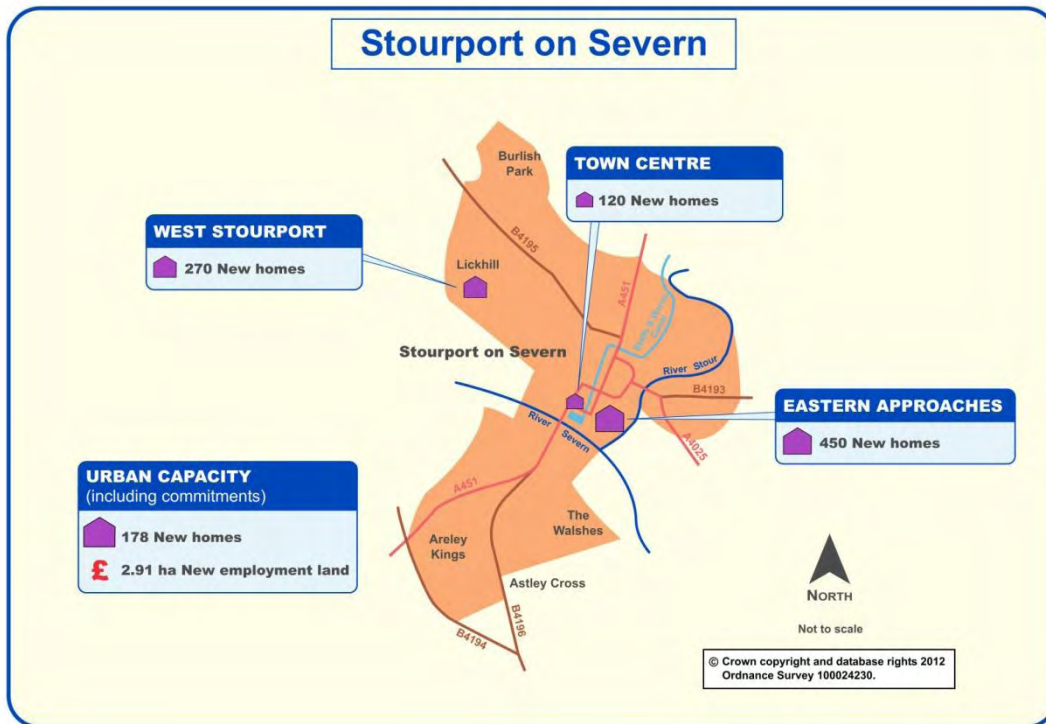 Stourport on Severn
Burlish
Park
TOWN CENTRE
120 New homes
WEST STOURPORT
270 New homes
B4195
Lickhill
A451
Stourport on Severn
River Stour
B4193
EASTERN APPROACHES
450 New homes
River Severn
A4025
URBAN CAPACITY
(including commitments)
178 New homes
£ 2.91 ha New employment land
A451
The
Walshes
Areley
Kings
Astley Cross
B4196
B4194
NORTH
Not to scale
© Crown copyright and database rights 2012
Ordnance Survey 100024230.